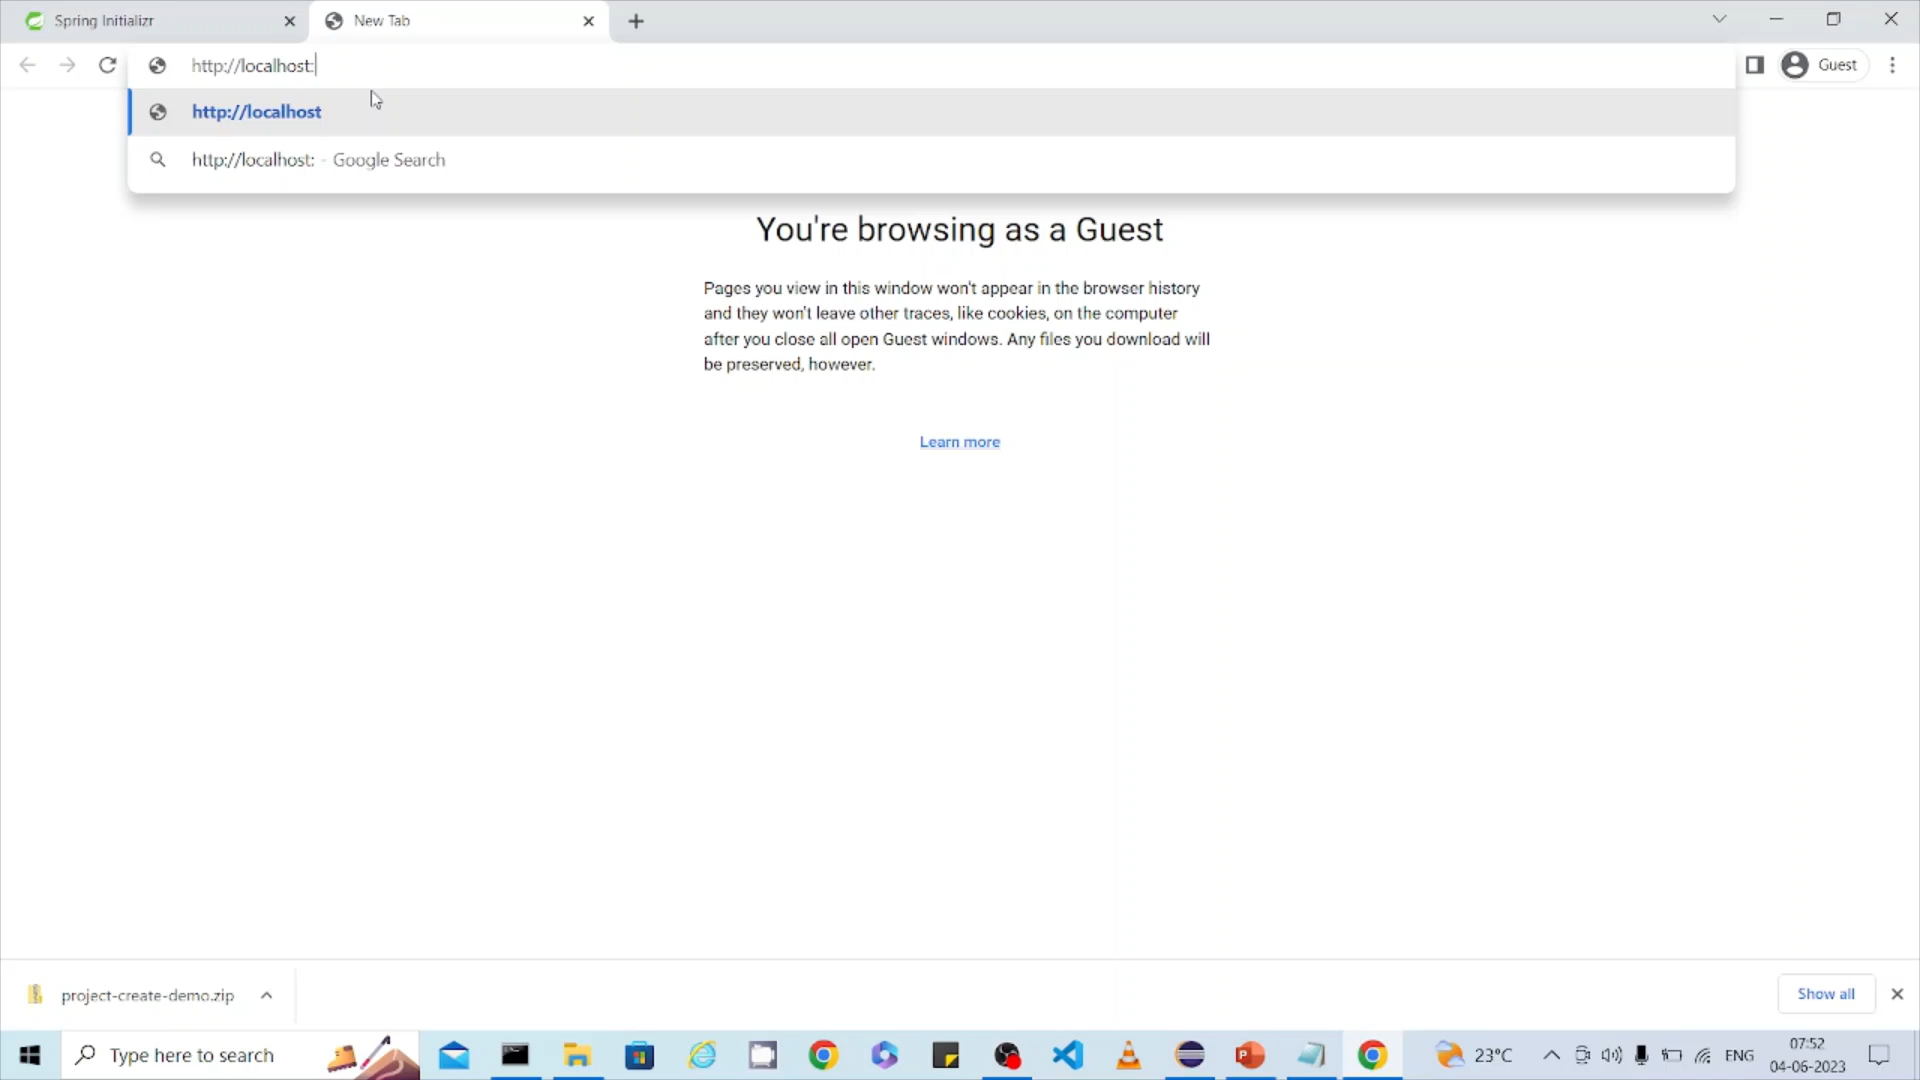 Spring Initializr
New Tab
http://localhost:
Guest
http://localhost
http://localhost: - Google Search
You're browsing as a Guest
Pages you view in this window won't appear in the browser history
and they won't leave other traces, like cookies, on the computer
after you close all open Guest windows. Any files you download will
be preserved, however.
Learn more
project-create-demo.zip
Show all
Type here to search
23°C
ENG
07:52
04-06-2023